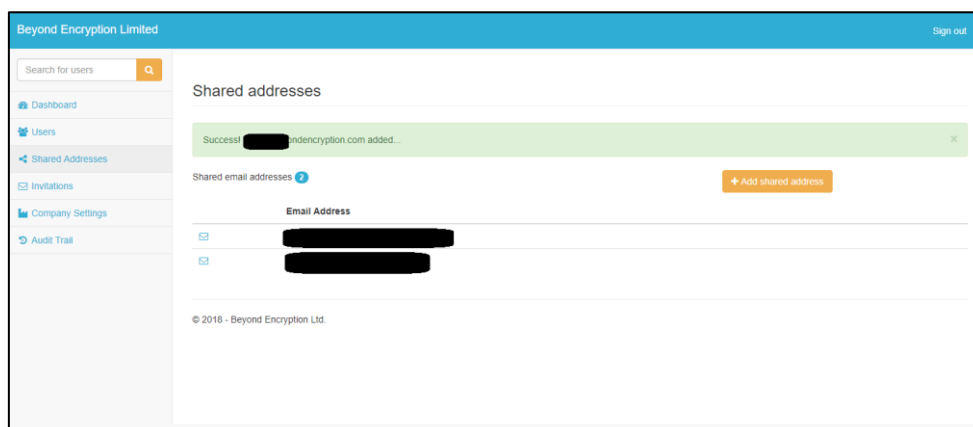 Beyond Encryption Limited
Sign out
Search for users
Dashboard
Users
Shared Addresses
Invitations
Company Settings
Audit Trail
Shared addresses
Success! ondencryption.com added...
Shared email addresses 2
+ Add shared address
Email Address
© 2018 - Beyond Encryption Ltd.